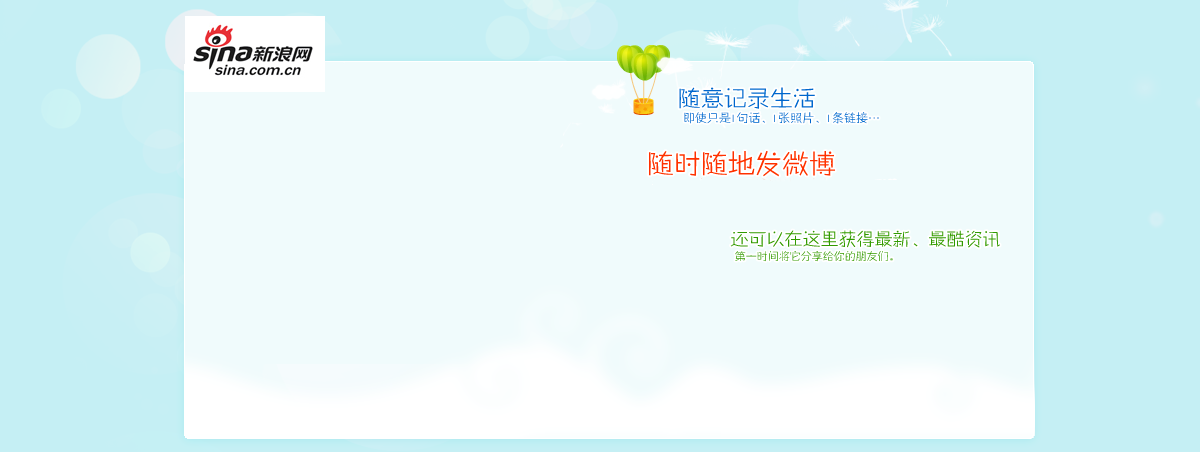 sina新浪网
sina.com.cn
随意记录生活
即使只是1句话、1张照片、1条链接…
随时随地发微博
还可以在这里获得最新、最酷资讯
第一时间将它分享给你的朋友们。